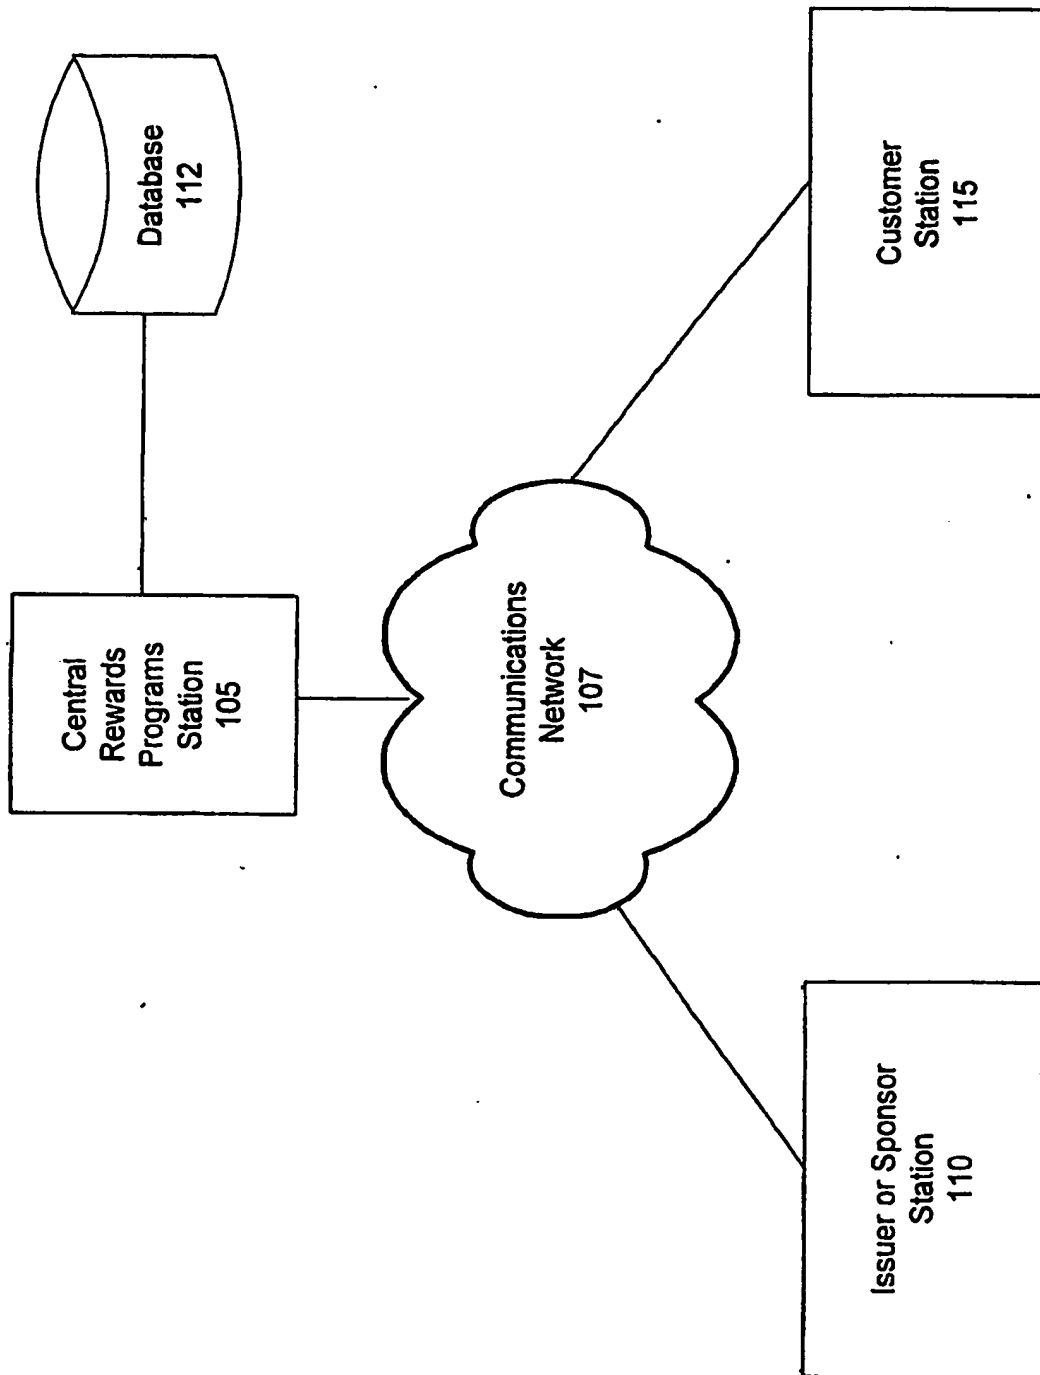 Central
Rewards
Programs
Station
105
Database
112
Communications
Network
107
Issuer or Sponsor
Station
110
Customer
Station
115